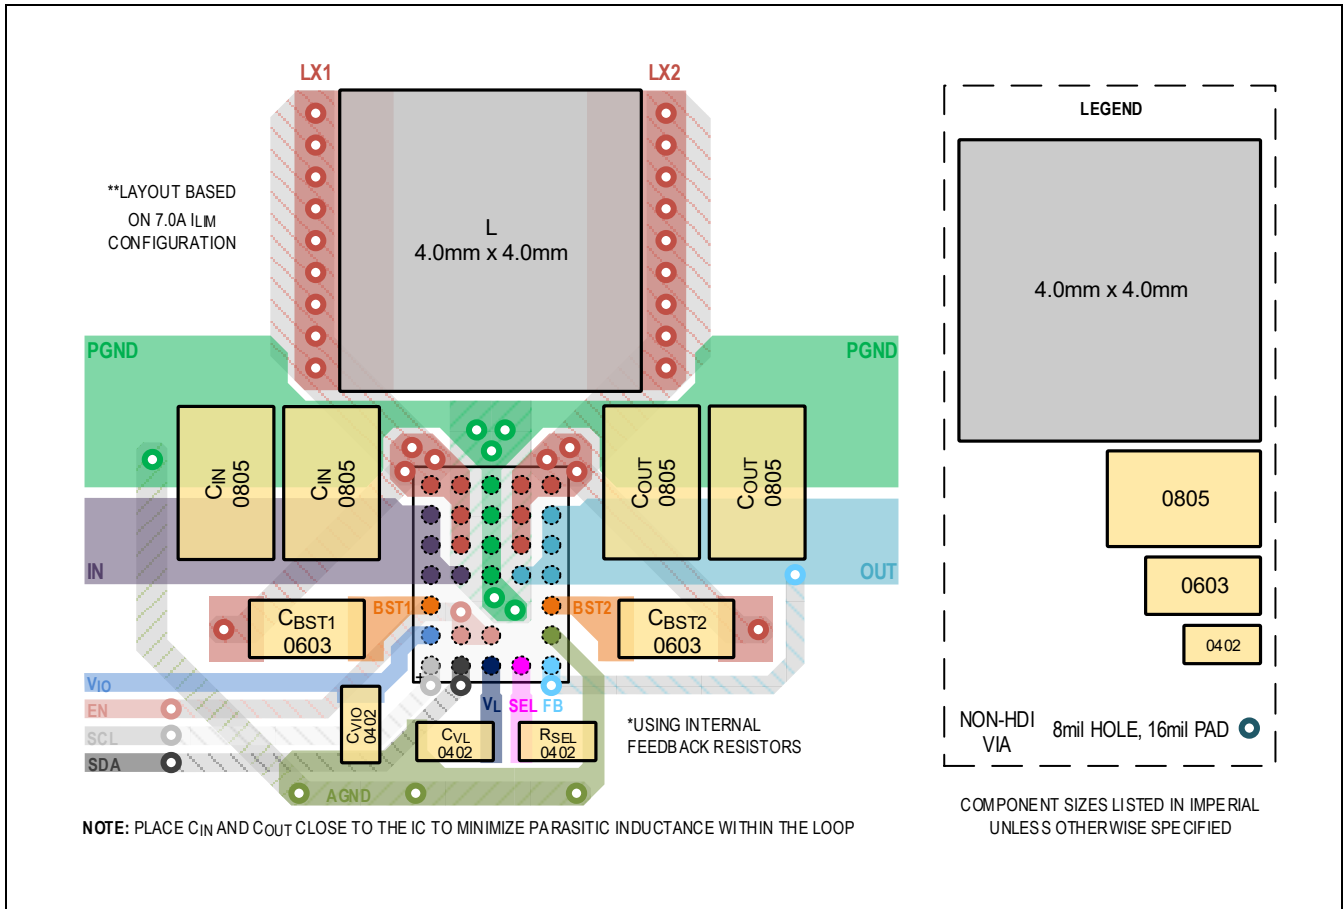 LX1
LX2
LEGEND
**LAYOUT BASED
ON 7.0A ILIM
CONFIGURATION
L
4.0mm x 4.0mm
4.0mm x 4.0mm
PGND
PGND
CIN
0805
CIN
0805
COUT
0805
COUT
0805
0805
IN
OUT
0603
BST1
BST2
CBST1
0603
CBST2
0603
0402
VIO
EN
SCL
SDA
+
VL
SEL
FB
CVIO
0402
CVL
0402
RSEL
0402
*USING INTERNAL
FEEDBACK RESISTORS
NON-HDI
VIA
8mil HOLE, 16mil PAD
AGND
NOTE: PLACE CIN AND COUT CLOSE TO THE IC TO MINIMIZE PARASITIC INDUCTANCE WITHIN THE LOOP
COMPONENT SIZES LISTED IN IMPERIAL
UNLESS OTHERWISE SPECIFIED